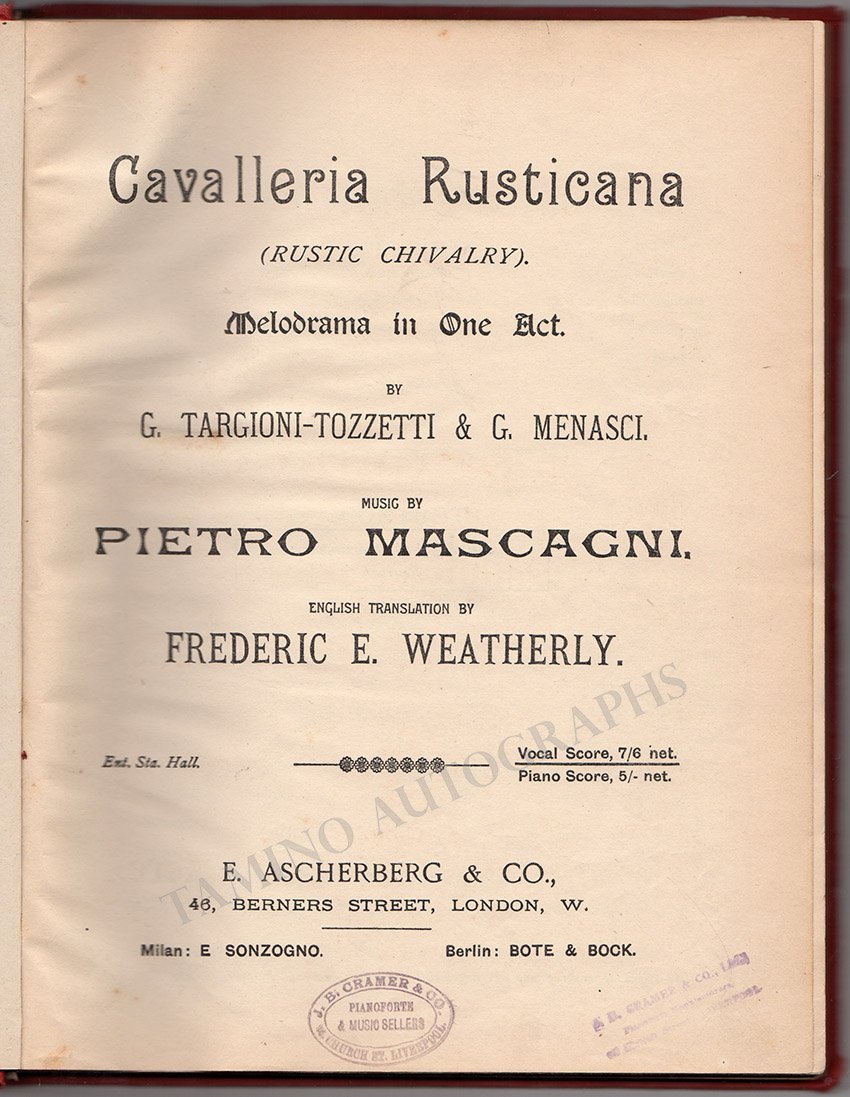 Cavalleria Rusticana
(RUSTIC CHIVALRY).
Melodrama in One Act.
BY
G. TARGIONI-TOZZETTI & G. MENASCI.
MUSIC BY
PIETRO MASCAGNI.
ENGLISH TRANSLATION BY
FREDERIC E. WEATHERLY.
Ent. Sta. Hall.
Vocal Score, 7/6 net.
Piano Score, 5/- net.
TAMINO AUTOGRAPHS
E. ASCHERBERG & CO.,
46, BERNERS STREET, LONDON, W.
Milan: E SONZOGNO. Berlin: BOTE & BOCK.
J. B. CRAMER & CO.
PIANOFORTE
& MUSIC SELLERS
CHURCH ST. LIVERPOOL.
B. CRAMER & CO.,